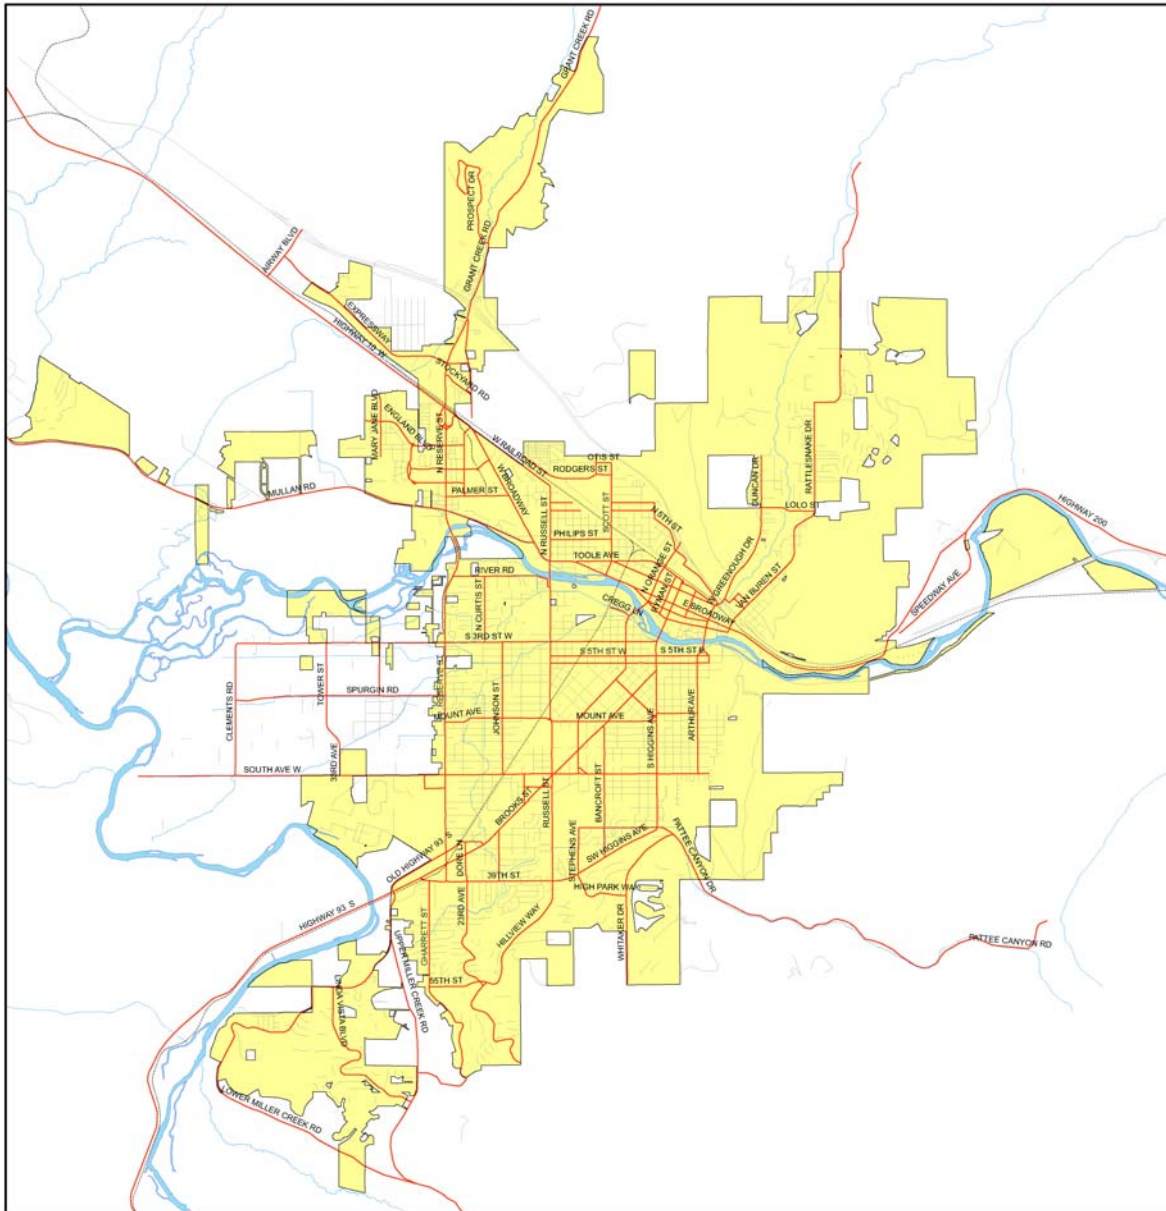 GRANT CREEK RD
PROSPECT DR
GRANT CREEK RD
AIRWAY BLVD
EXPRESSWAY
HIGHWAY 10 W
STOCKYARD RD
MARY JANE BLVD
ENGLAND BLVD
N RESERVE ST
W RAILROAD ST
OTIS ST
RODGERS ST
W BROADWAY
PALMER ST
MULLAN RD
N RUSSELL ST
SCOTT ST
N 5TH ST
PHILIPS ST
TOOLE AVE
DUNCAN DR
RATTLESNAKE DR
LOLO ST
HIGHWAY 200
SPEEDWAY AVE
N ORANGE ST
W GREENOUGH DR
VAN BUREN ST
RYMAN ST
E BROADWAY
CREGG LN
RIVER RD
N CURTIS ST
S 3RD ST W
S 5TH ST W
S 5TH ST E
CLEMENTS RD
TOWER ST
SPURGIN RD
RESERVE ST
MOUNT AVE
JOHNSON ST
MOUNT AVE
S HIGGINS AVE
ARTHUR AVE
SOUTH AVE W
33RD AVE
BROOKS ST
RUSSELL ST
BANCROFT ST
STEPHENS AVE
SW HIGGINS AVE
PATTEE CANYON DR
OLD HIGHWAY 93 S
DORE LN
39TH ST
HIGH PARK WAY
HIGHWAY 93 S
GHARRETT ST
23RD AVE
HILLVIEW WAY
WHITAKER DR
PATTEE CANYON RD
UPPER MILLER CREEK RD
55TH ST
LINDA VISTA BLVD
LOWER MILLER CREEK RD